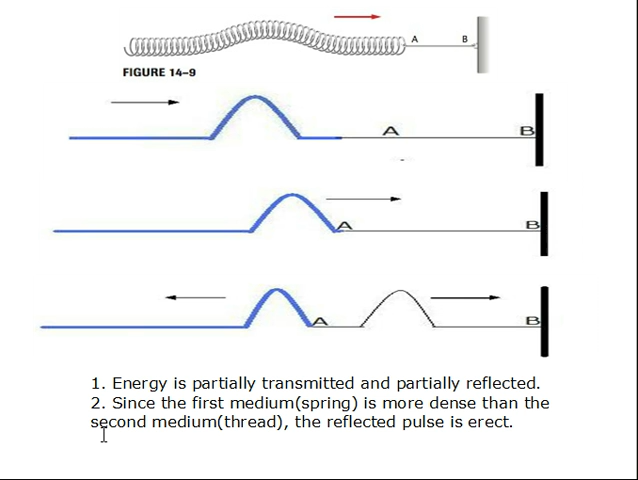 A B
FIGURE 14–9
A B
A B
A B
1. Energy is partially transmitted and partially reflected.
2. Since the first medium(spring) is more dense than the
second medium(thread), the reflected pulse is erect.